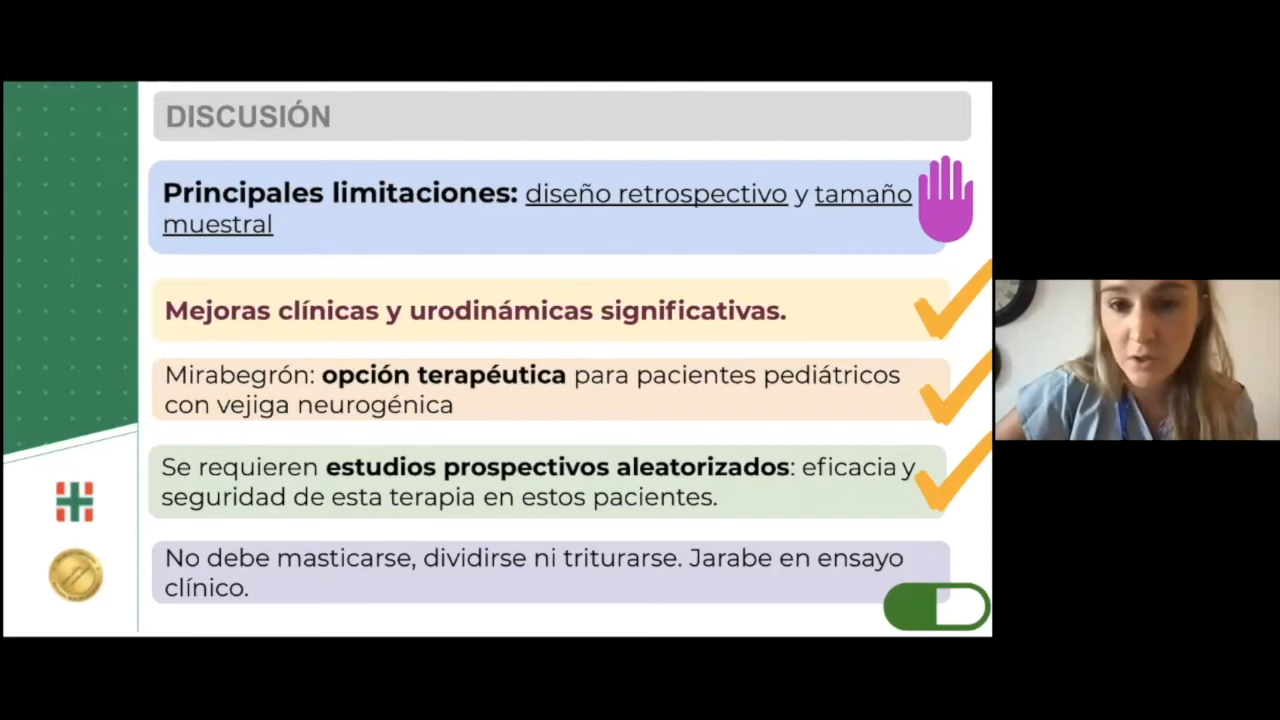 DISCUSIÓN
Principales limitaciones: diseño retrospectivo y tamaño
muestral
Mejoras clínicas y urodinámicas significativas.
Mirabegrón: opción terapéutica para pacientes pediátricos
con vejiga neurogénica
Se requieren estudios prospectivos aleatorizados: eficacia y
seguridad de esta terapia en estos pacientes.
No debe masticarse, dividirse ni triturarse. Jarabe en ensayo
clínico.